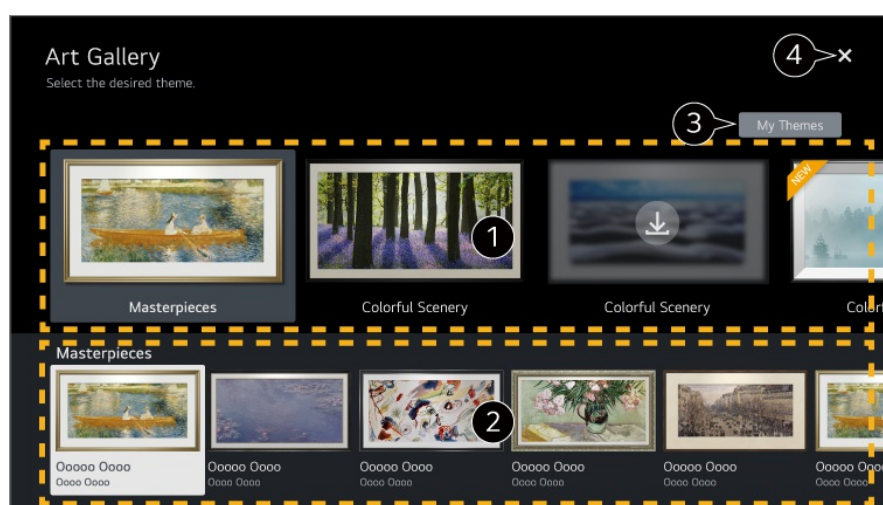 Art Gallery
Select the desired theme.
4
3
My Themes
NEW
1
Masterpieces
Colorful Scenery
Colorful Scenery
Masterpieces
2
Ooooo Oooo
Ooooo Oooo
Ooooo Oooo
Ooooo Oooo
Ooooo Oooo
Oooo Oooo
Oooo Oooo
Oooo Oooo
Oooo Oooo
Oooo Oooo
Oooo Oooo